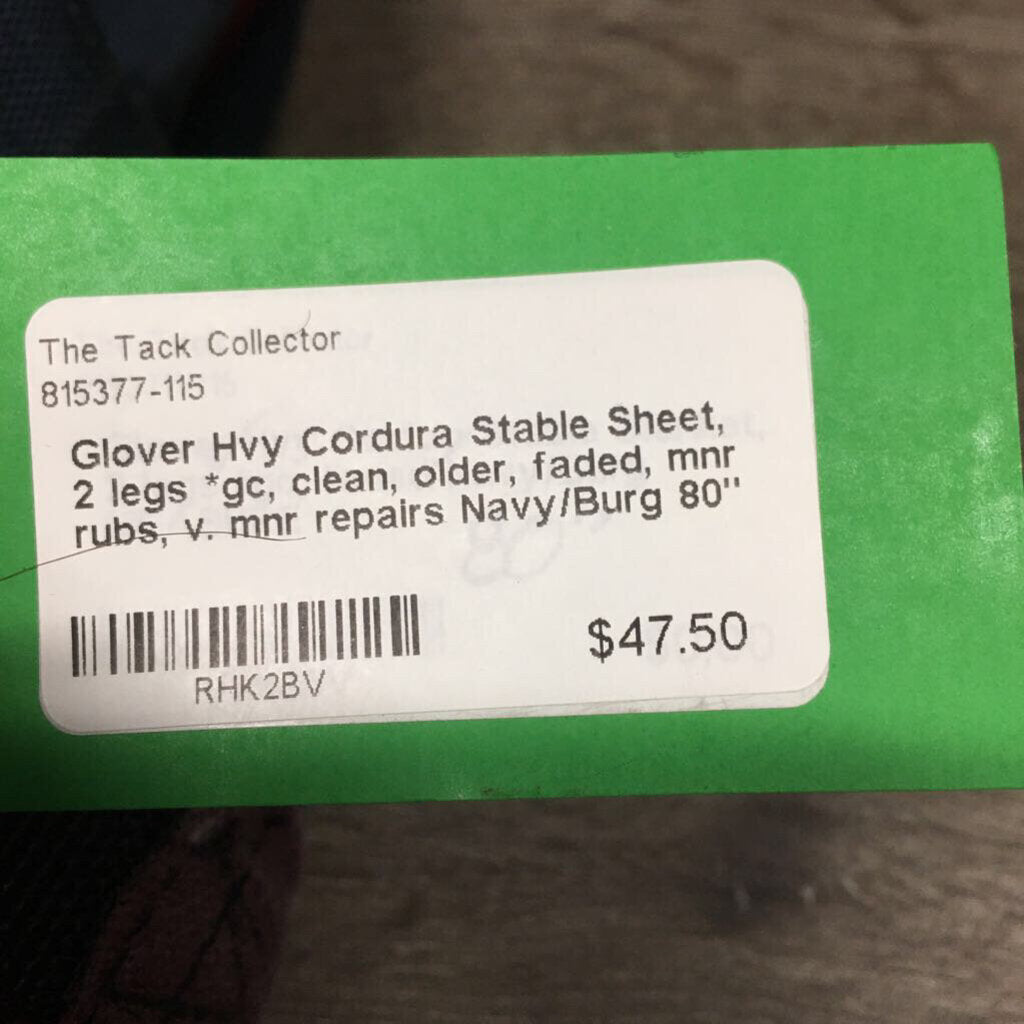 The Tack Collector
815377-115
Glover Hvy Cordura Stable Sheet,
2 legs *gc, clean, older, faded, mnr
rubs, v. mnr repairs Navy/Burg 80"
RHK2BV
$47.50